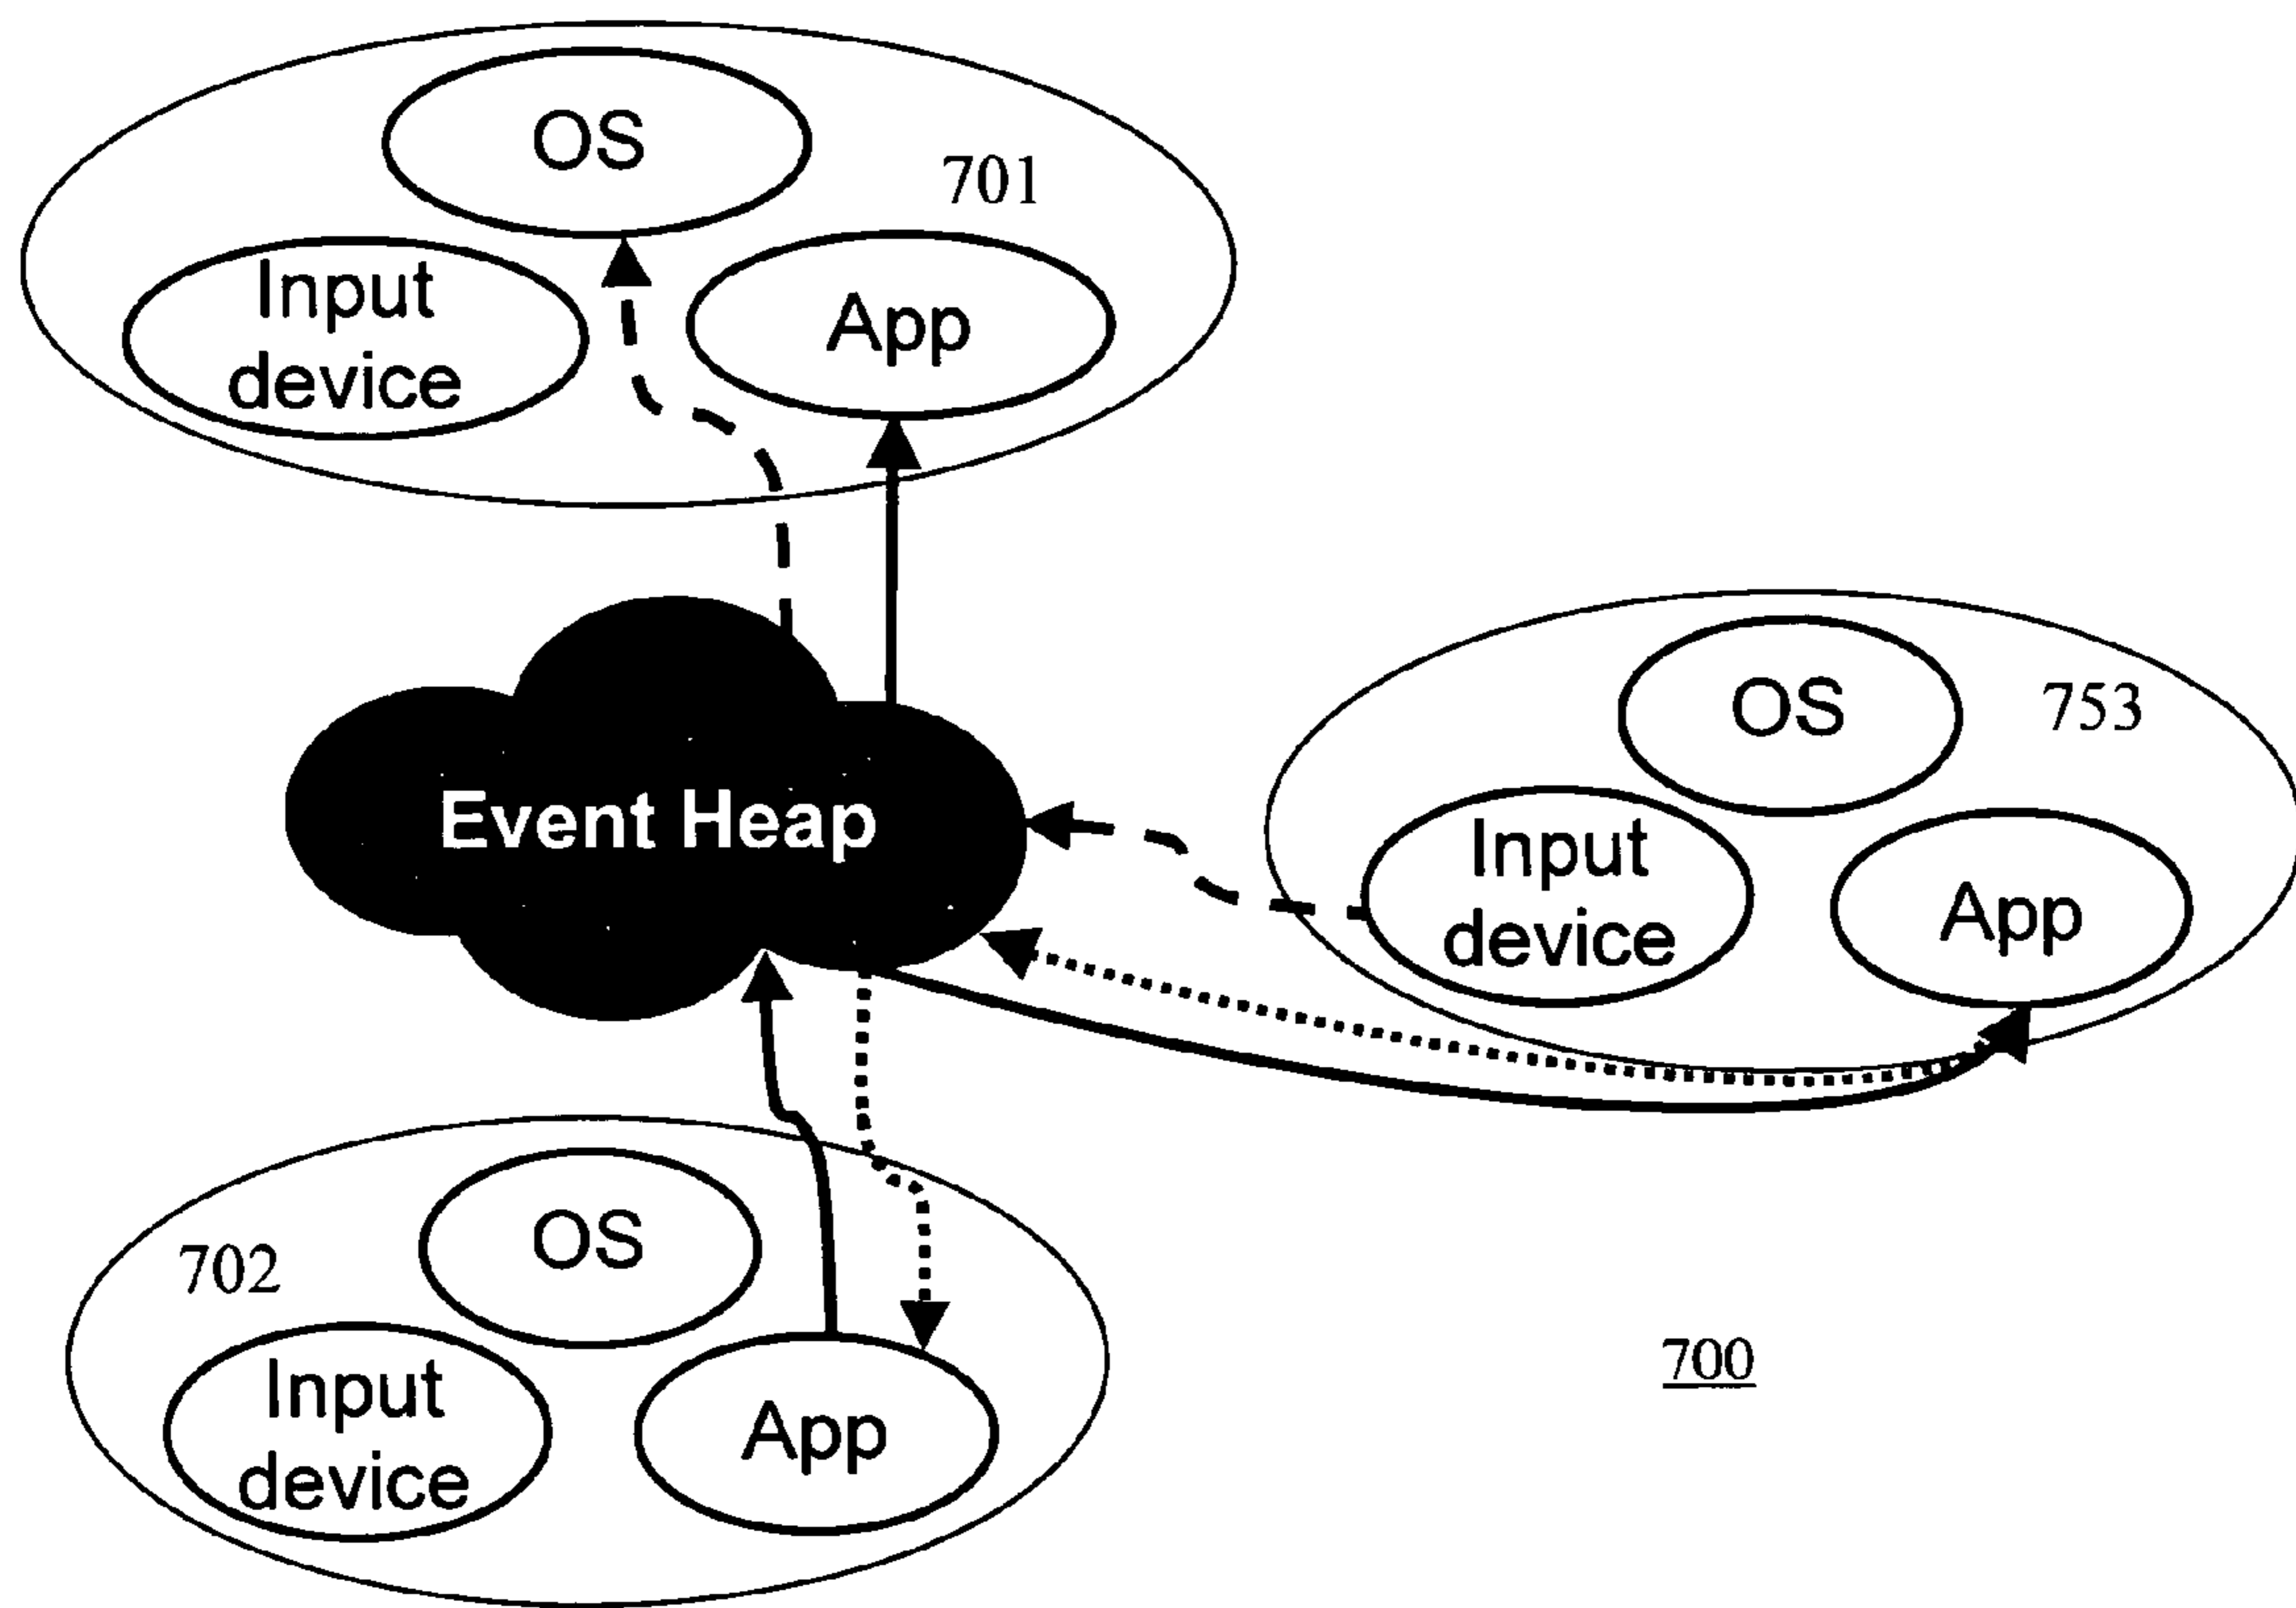 OS
701
Input
device
App
Event Heap
OS
753
Input
device
App
702
OS
Input
device
App
700